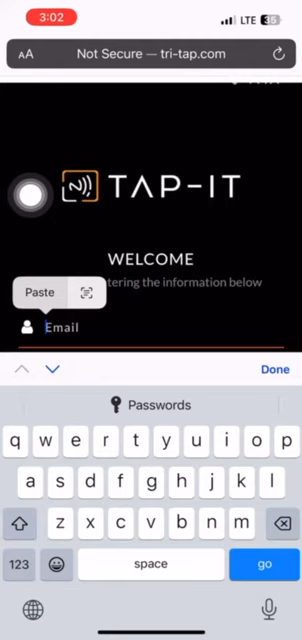 3:02
LTE
AA
Not Secure — tri-tap.com
TAP-IT
WELCOME
tering the information below
Paste
Email
Done
Passwords
q w e r t y u i o p
a s d f g h j k l
z x c v b n m
123
space
go